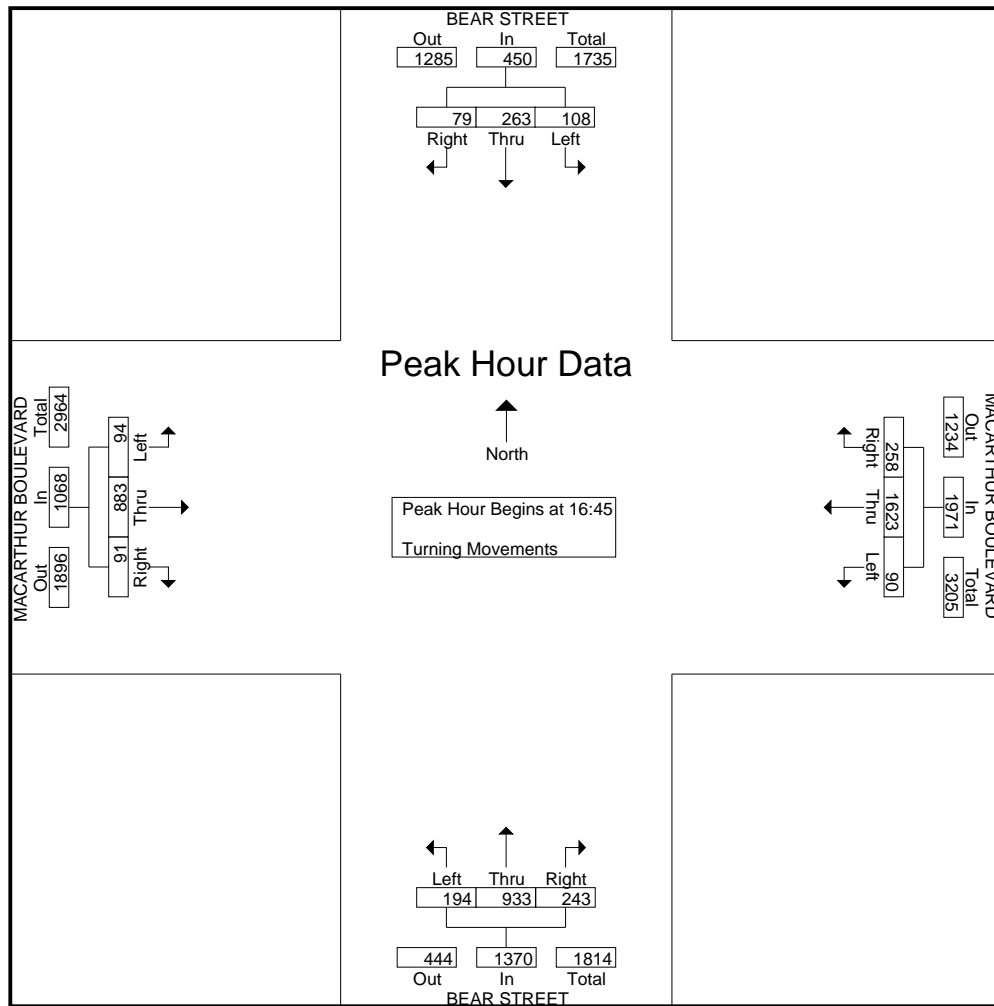 BEAR STREET
Out In Total
1285 450 1735
79 263 108
Right Thru Left
Peak Hour Data
North
Peak Hour Begins at 16:45
Turning Movements
MACARTHUR BOULEVARD
Out In Total
1896 1068 2964
94 883 91
Left Thru Right
MACARTHUR BOULEVARD
Out In Total
1234 1971 3205
258 1623 90
Right Thru Left
Left Thru Right
194 933 243
444 1370 1814
Out In Total
BEAR STREET